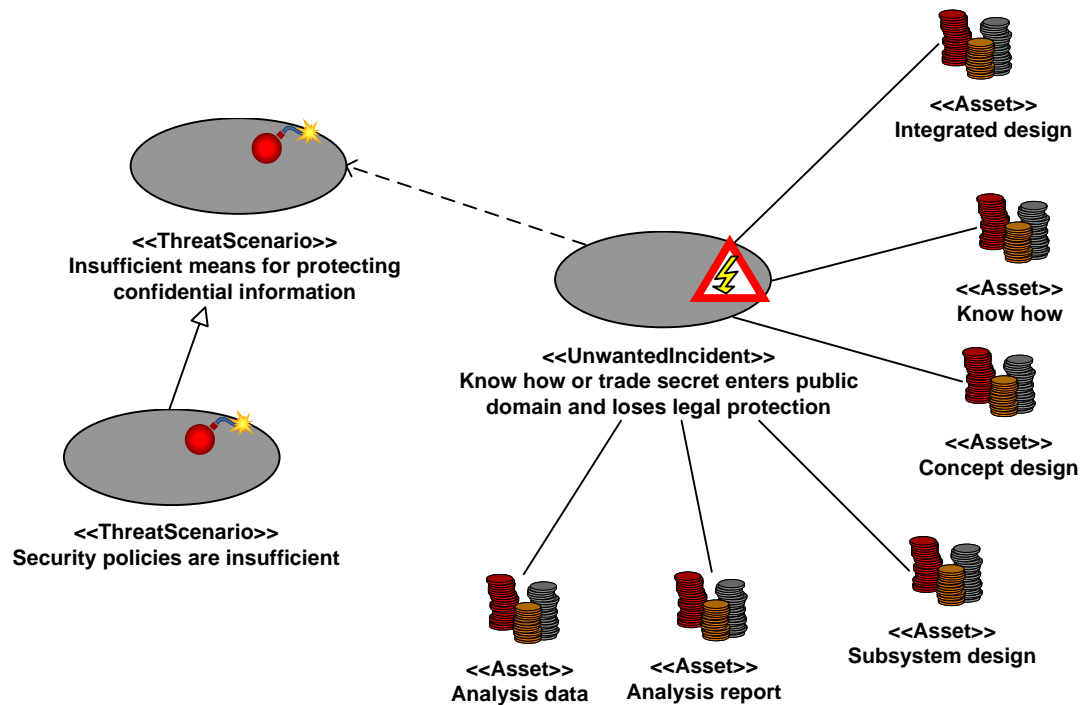 <<Asset>>
Integrated design
<<ThreatScenario>>
Insufficient means for protecting
confidential information
<<Asset>>
Know how
<<UnwantedIncident>>
Know how or trade secret enters public
domain and loses legal protection
<<Asset>>
Concept design
<<ThreatScenario>>
Security policies are insufficient
<<Asset>>
Subsystem design
<<Asset>>
Analysis data
<<Asset>>
Analysis report